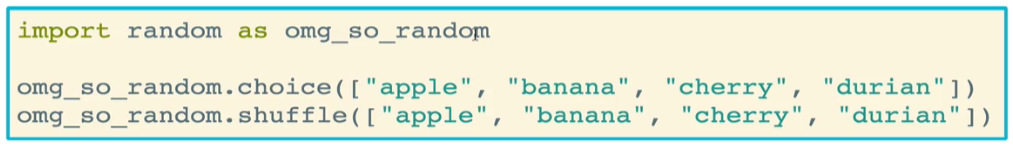 import random as omg_so_random
omg_so_random.choice(["apple", "banana", "cherry", "durian"])
omg_so_random.shuffle(["apple", "banana", "cherry", "durian"])